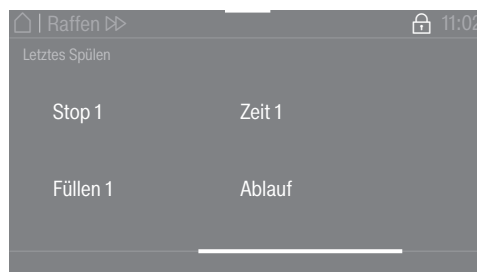 | Raffen 11:02
Letztes Spülen
Stop 1 Zeit 1
Füllen 1 Ablauf